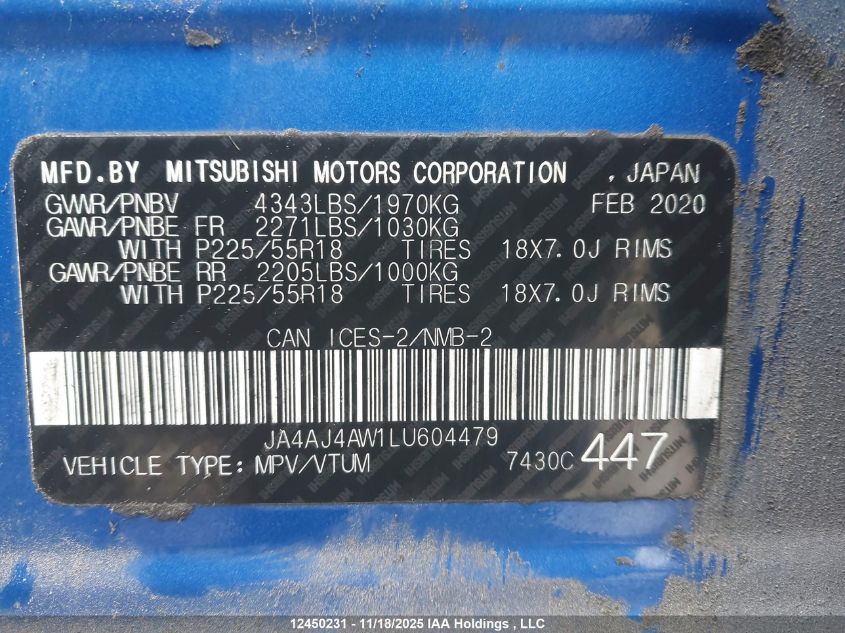 MFD.BY MITSUBISHI MOTORS CORPORATION , JAPAN
GVWR/PNBV 4343LBS/1970KG FEB 2020
GAWR/PNBE FR 2271LBS/1030KG
WITH P225/55R18 TIRES 18X7.0J RIMS
GAWR/PNBE RR 2205LBS/1000KG
WITH P225/55R18 TIRES 18X7.0J RIMS
CAN ICES-2/NMB-2
JA4AJ4AW1LU604479
VEHICLE TYPE: MPV/VTUM 7430C 447
12450231 - 11/18/2025 IAA Holdings , LLC